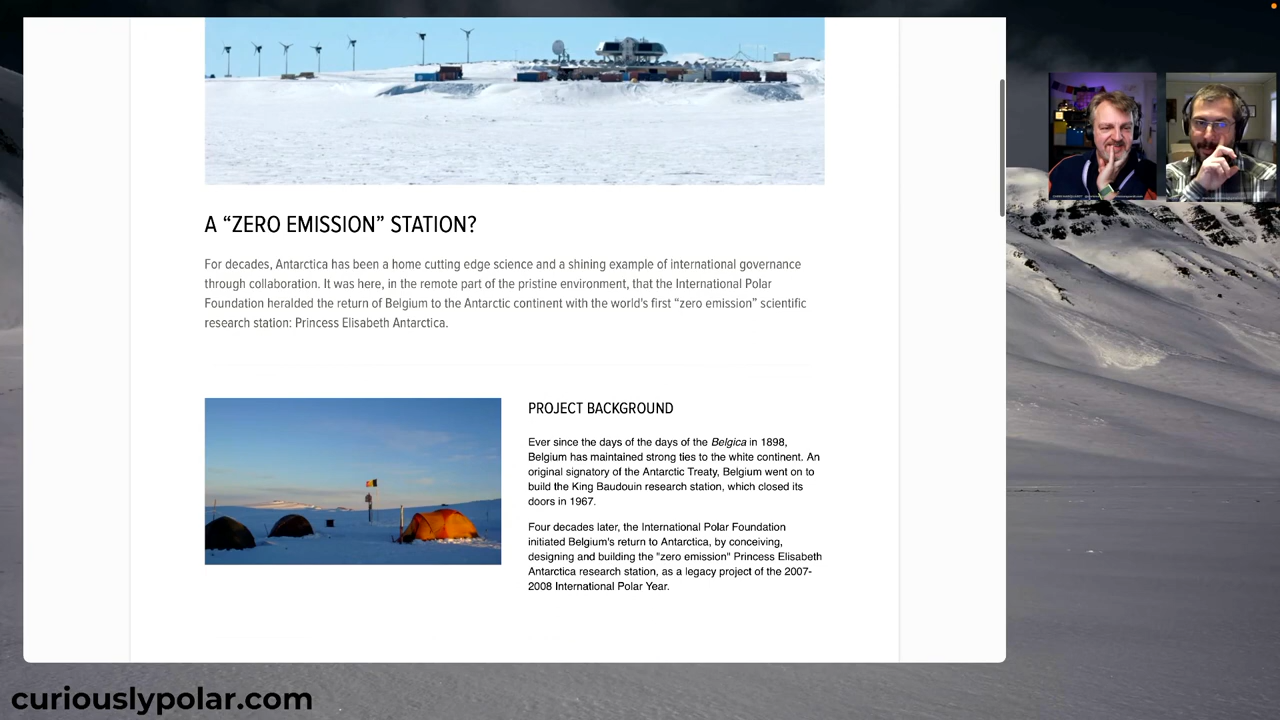 A “ZERO EMISSION” STATION?
For decades, Antarctica has been a home cutting edge science and a shining example of international governance
through collaboration. It was here, in the remote part of the pristine environment, that the International Polar
Foundation heralded the return of Belgium to the Antarctic continent with the world's first “zero emission” scientific
research station: Princess Elisabeth Antarctica.
PROJECT BACKGROUND
Ever since the days of the days of the Belgica in 1898,
Belgium has maintained strong ties to the white continent. An
original signatory of the Antarctic Treaty, Belgium went on to
build the King Baudouin research station, which closed its
doors in 1967.
Four decades later, the International Polar Foundation
initiated Belgium's return to Antarctica, by conceiving,
designing and building the "zero emission" Princess Elisabeth
Antarctica research station, as a legacy project of the 2007-
2008 International Polar Year.
curiouslypolar.com